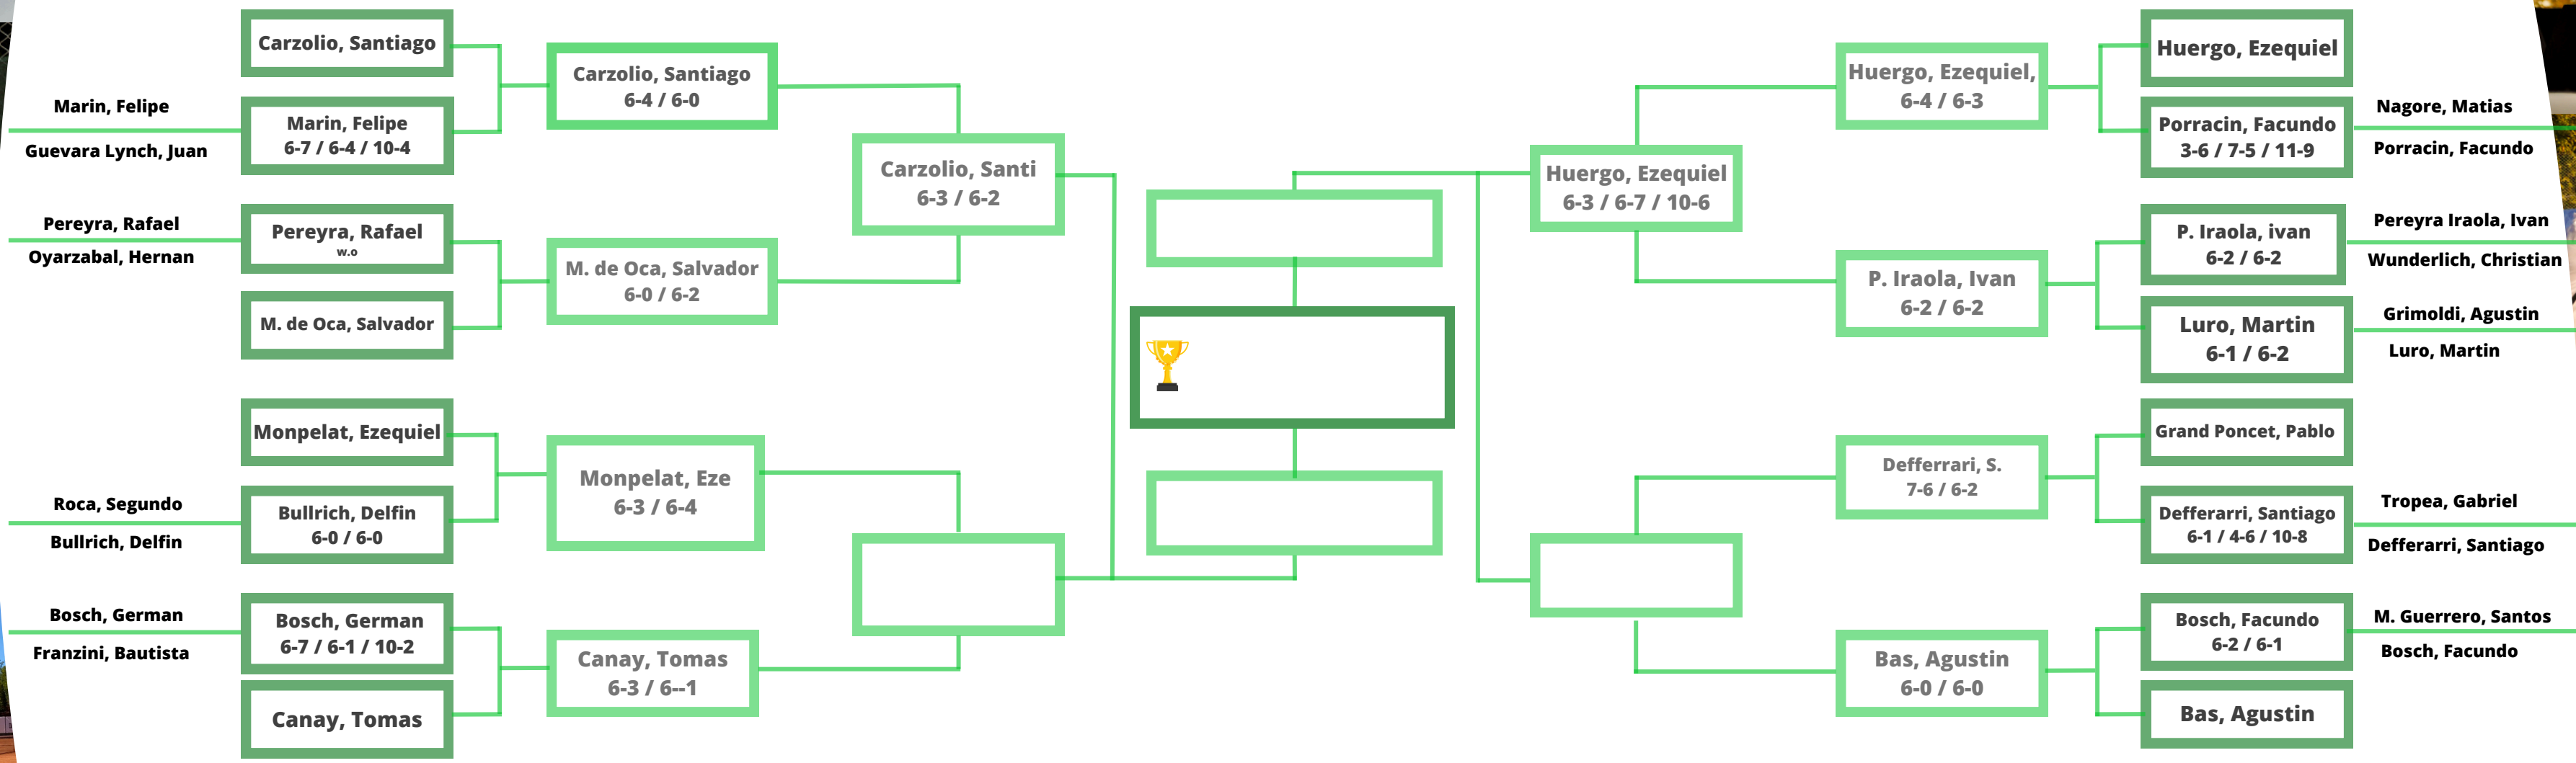 Carzolio, Santiago
Marin, Felipe
Guevara Lynch, Juan
Marin, Felipe
6-7 / 6-4 / 10-4
Carzolio, Santiago
6-4 / 6-0
Pereyra, Rafael
Oyarzabal, Hernan
Pereyra, Rafael
w.o
M. de Oca, Salvador
M. de Oca, Salvador
6-0 / 6-2
Carzolio, Santi
6-3 / 6-2
Monpelat, Ezequiel
Roca, Segundo
Bullrich, Delfin
Bullrich, Delfin
6-0 / 6-0
Monpelat, Eze
6-3 / 6-4
Bosch, German
Franzini, Bautista
Bosch, German
6-7 / 6-1 / 10-2
Canay, Tomas
Canay, Tomas
6-3 / 6--1
Huergo, Ezequiel
6-3 / 6-7 / 10-6
Huergo, Ezequiel,
6-4 / 6-3
Huergo, Ezequiel
Porracin, Facundo
3-6 / 7-5 / 11-9
Nagore, Matias
Porracin, Facundo
P. Iraola, Ivan
6-2 / 6-2
P. Iraola, ivan
6-2 / 6-2
Pereyra Iraola, Ivan
Wunderlich, Christian
Luro, Martin
6-1 / 6-2
Grimoldi, Agustin
Luro, Martin
Defferrari, S.
7-6 / 6-2
Grand Poncet, Pablo
Defferarri, Santiago
6-1 / 4-6 / 10-8
Tropea, Gabriel
Defferarri, Santiago
Bas, Agustin
6-0 / 6-0
Bosch, Facundo
6-2 / 6-1
M. Guerrero, Santos
Bosch, Facundo
Bas, Agustin